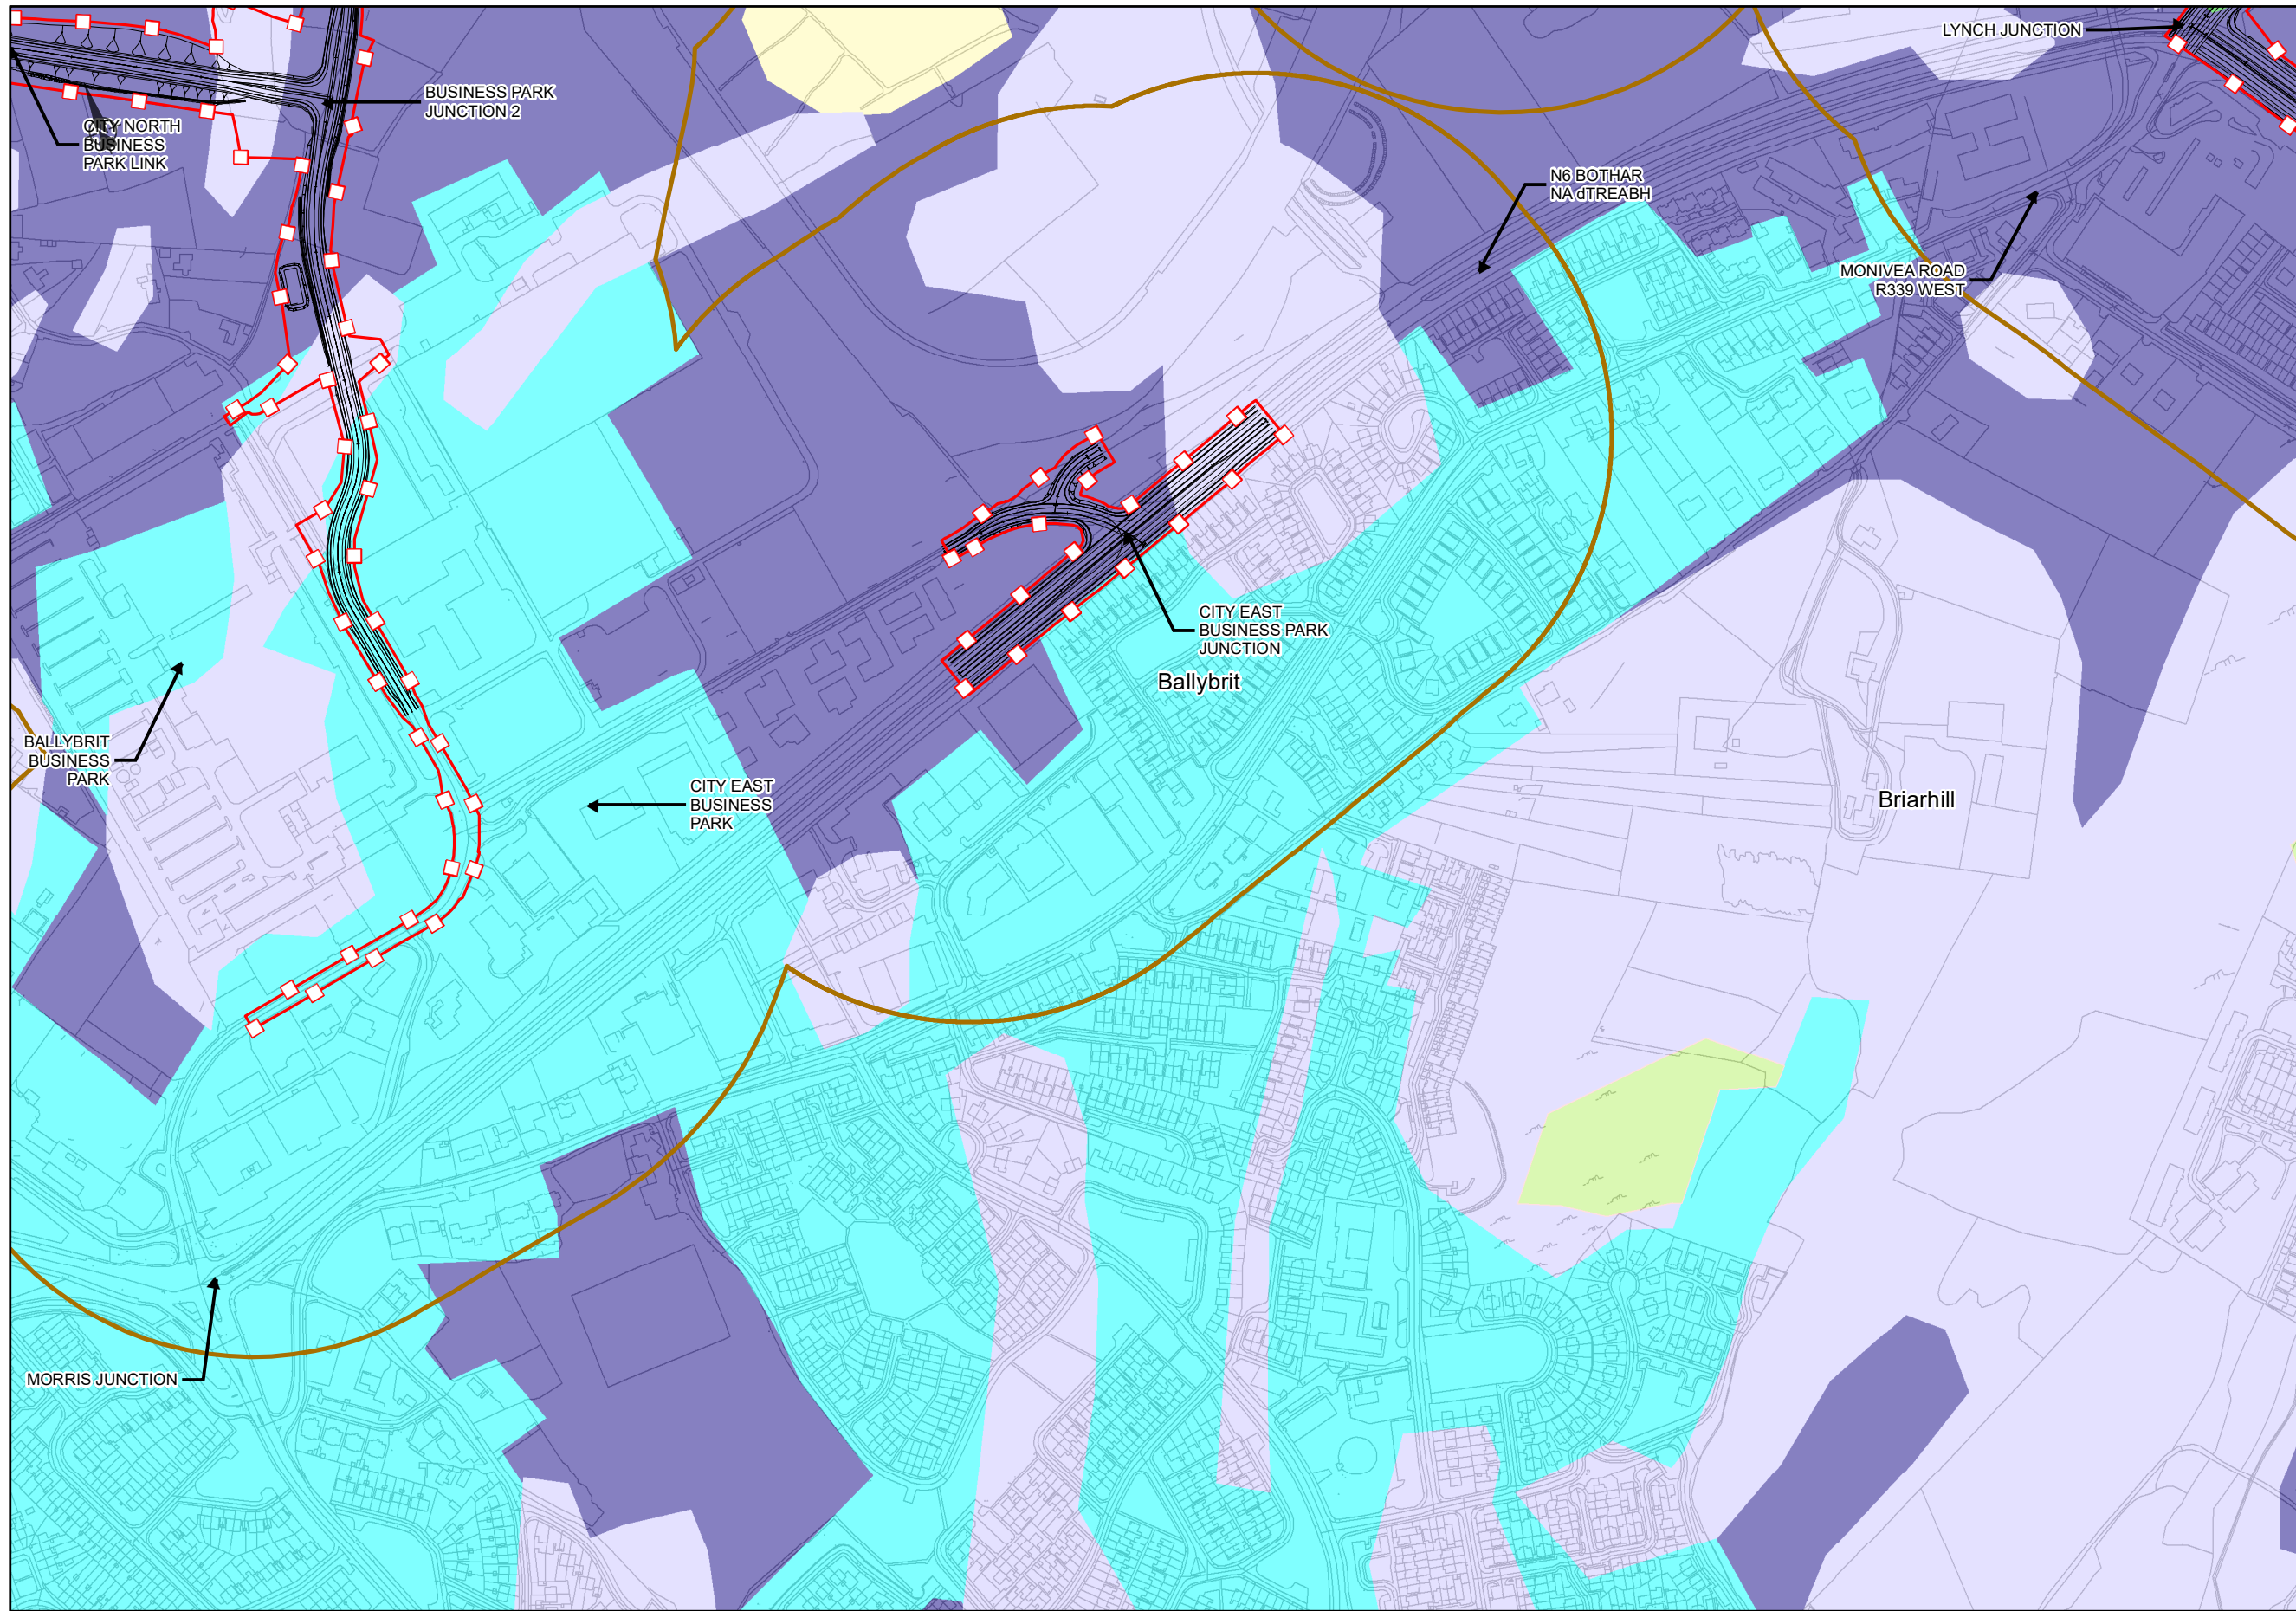 LYNCH JUNCTION
BUSINESS PARK
JUNCTION 2
CITY NORTH
BUSINESS
PARK LINK
N6 BOTHAR
NA dTREABH
MONIVEA ROAD
R339 WEST
CITY EAST
BUSINESS PARK
JUNCTION
Ballybrit
BALLYBRIT
BUSINESS
PARK
CITY EAST
BUSINESS
PARK
Briarhill
MORRIS JUNCTION